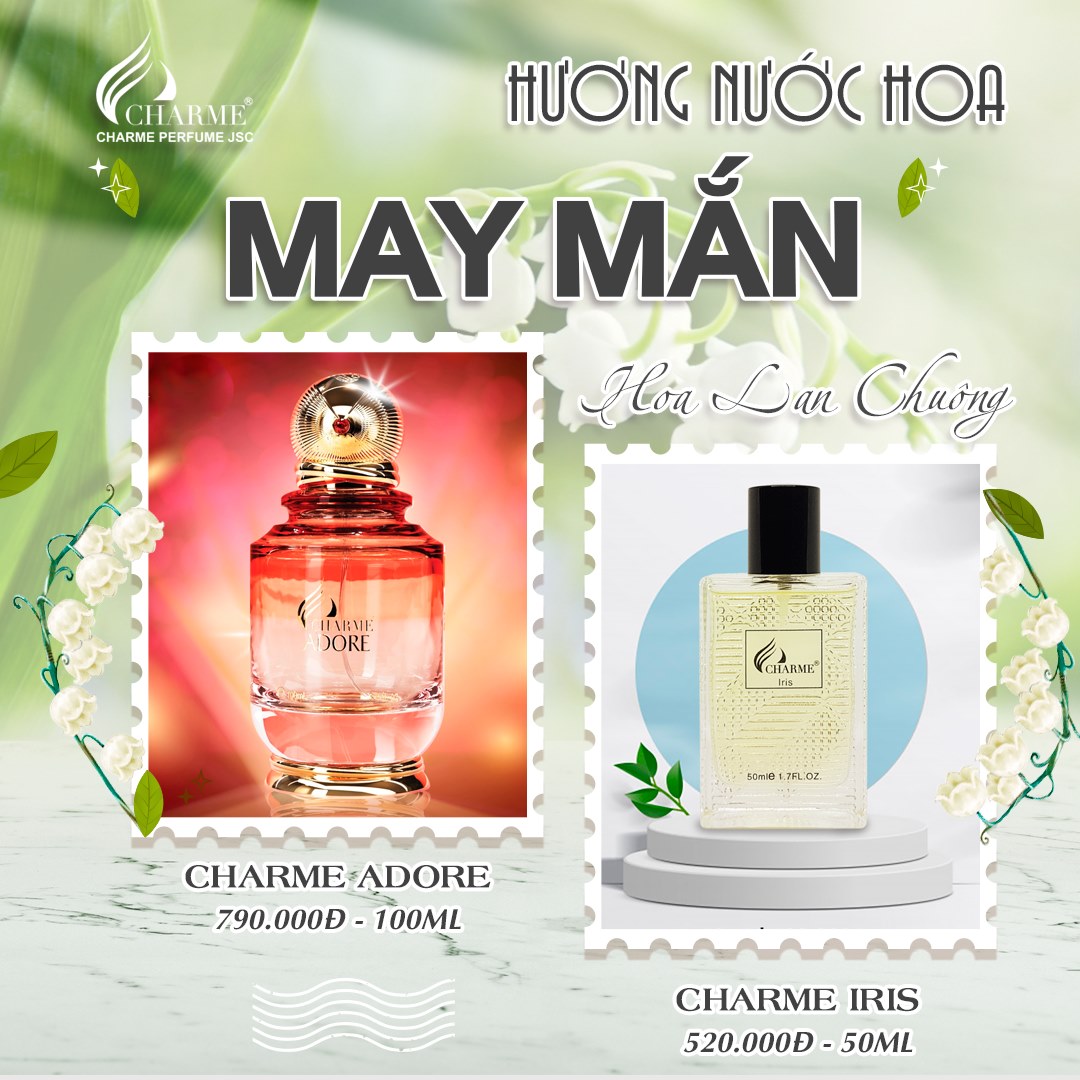 CHARME®
CHARME PERFUME JSC
HƯƠNG NƯỚC HOA
MAY MẮN
Hoa Lan Chuông
CHARME
ADORE
CHARME®
Iris
50mle 1.7FL.OZ.
CHARME ADORE
790.000Đ - 100ML
CHARME IRIS
520.000Đ - 50ML